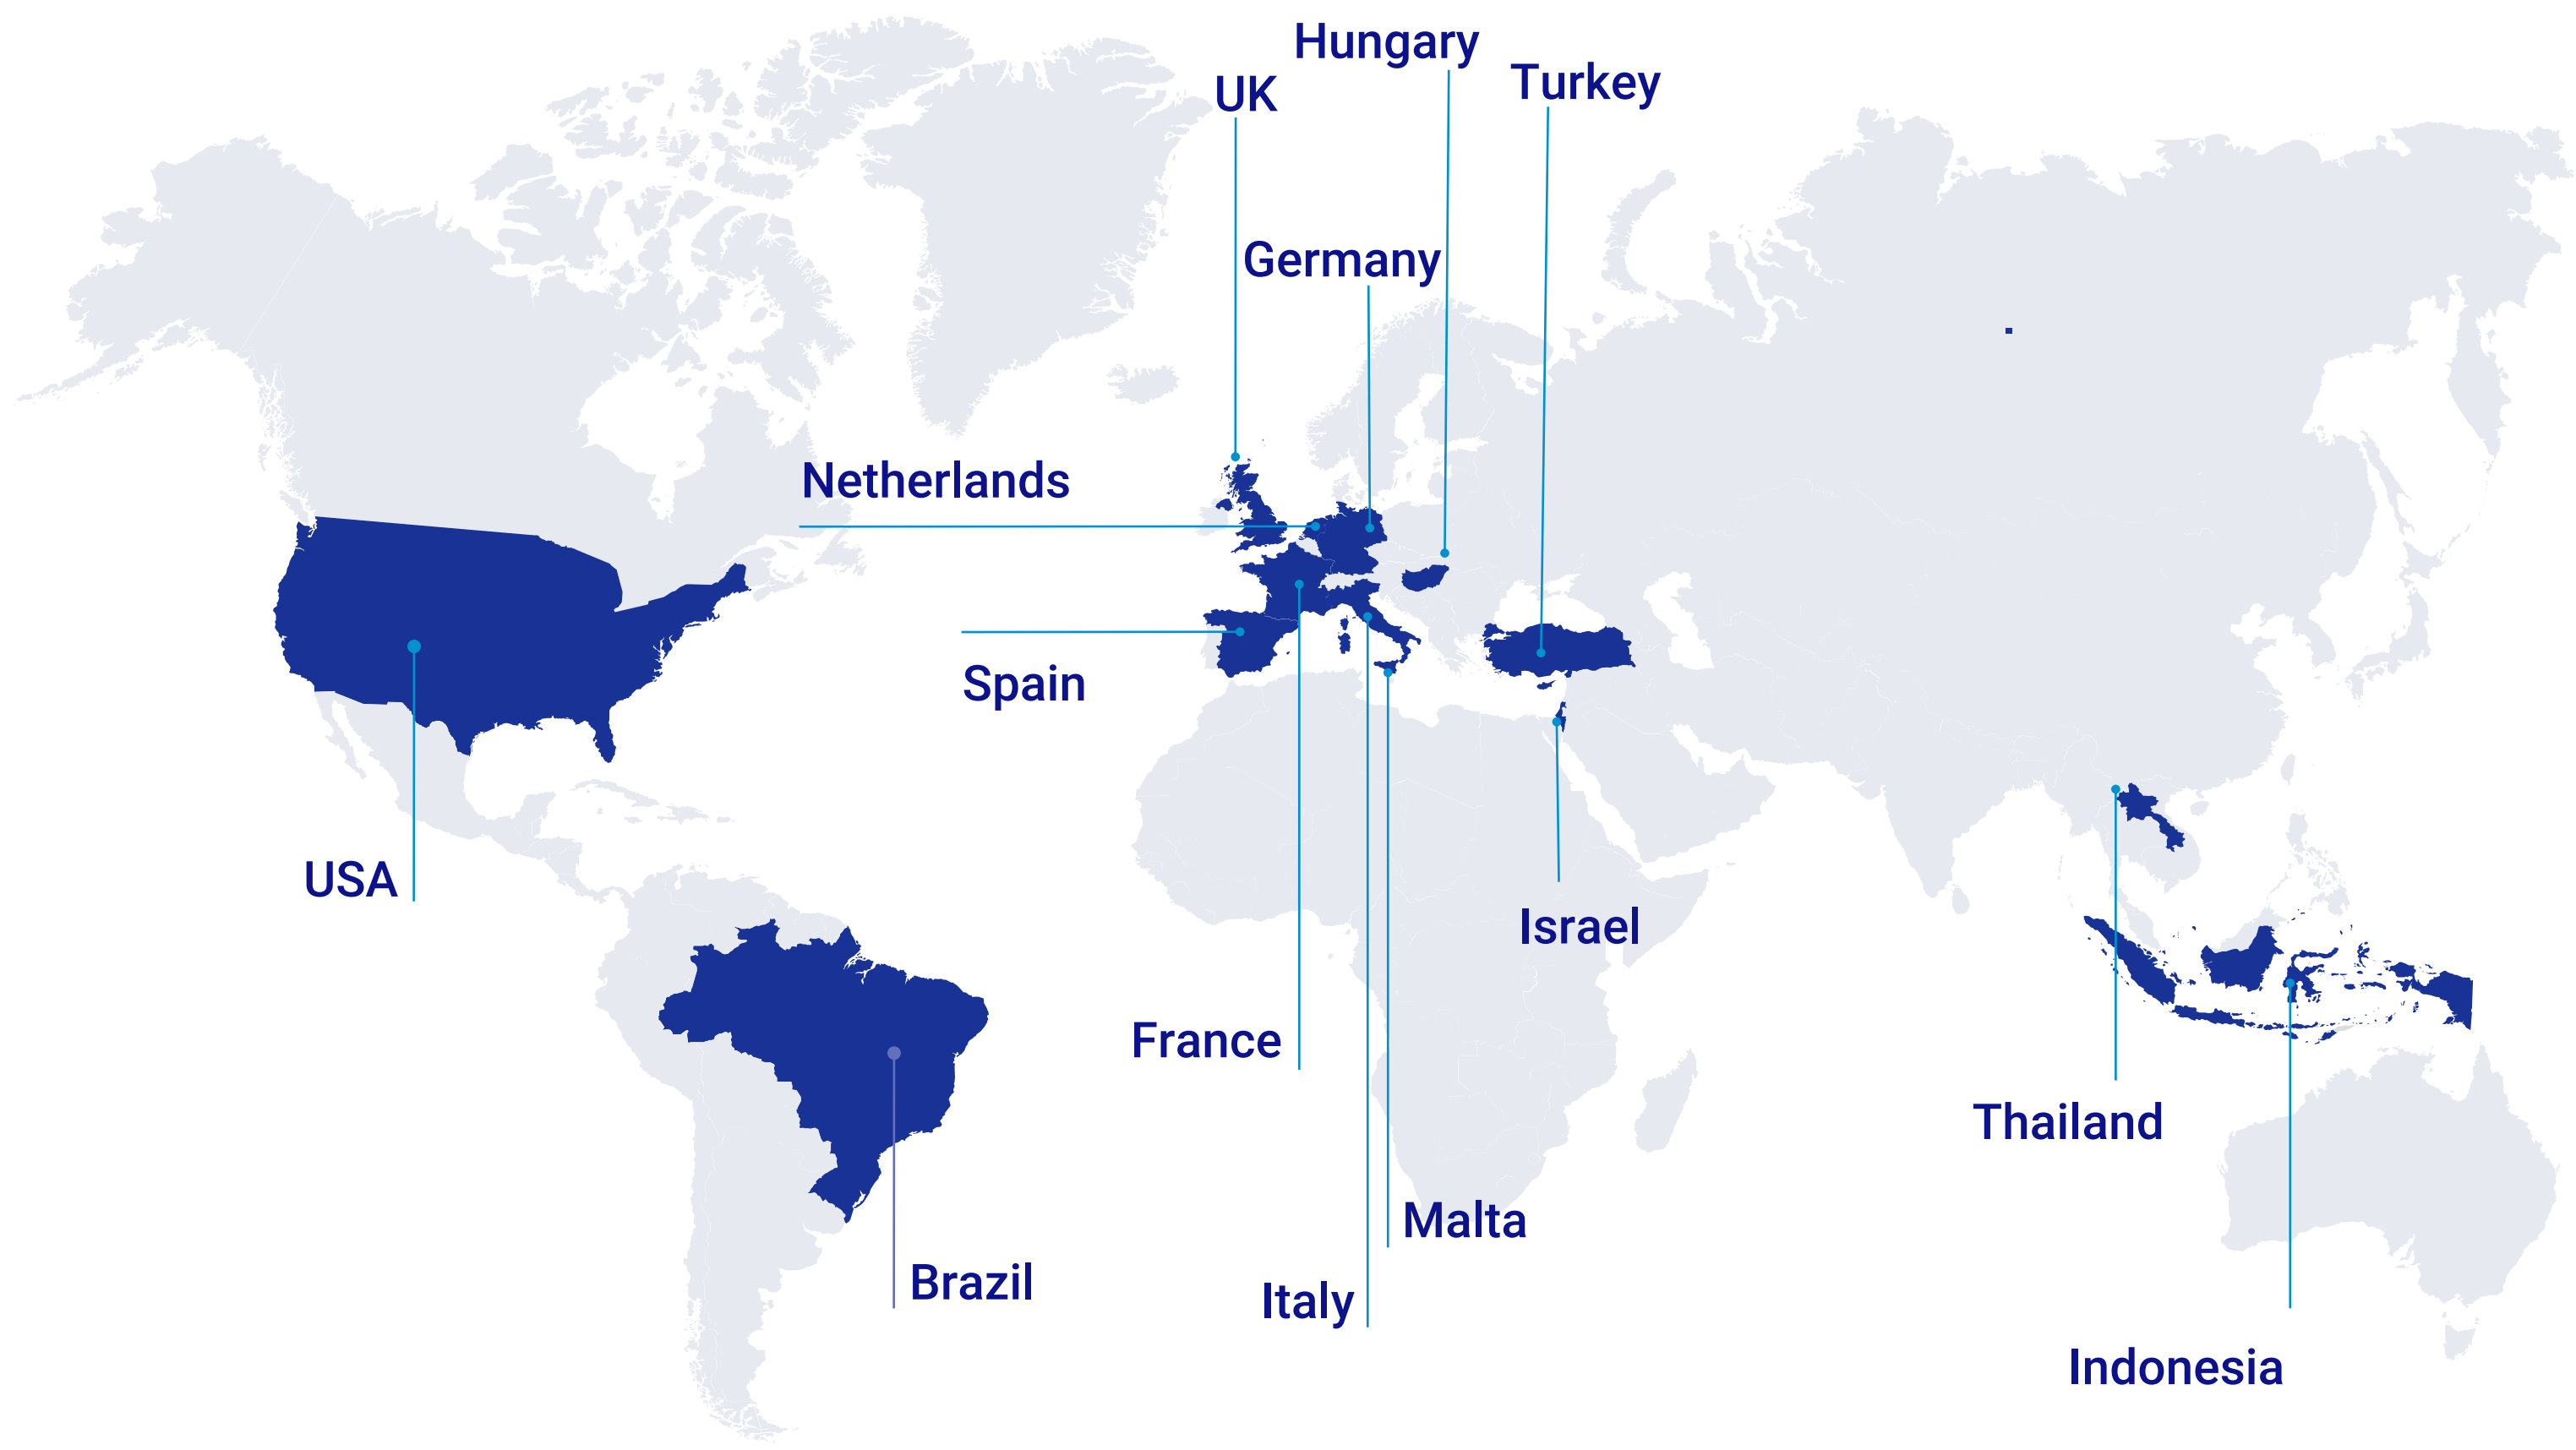 Hungary
Turkey
UK
Germany
Netherlands
Spain
USA
Israel
France
Thailand
Malta
Brazil
Italy
Indonesia